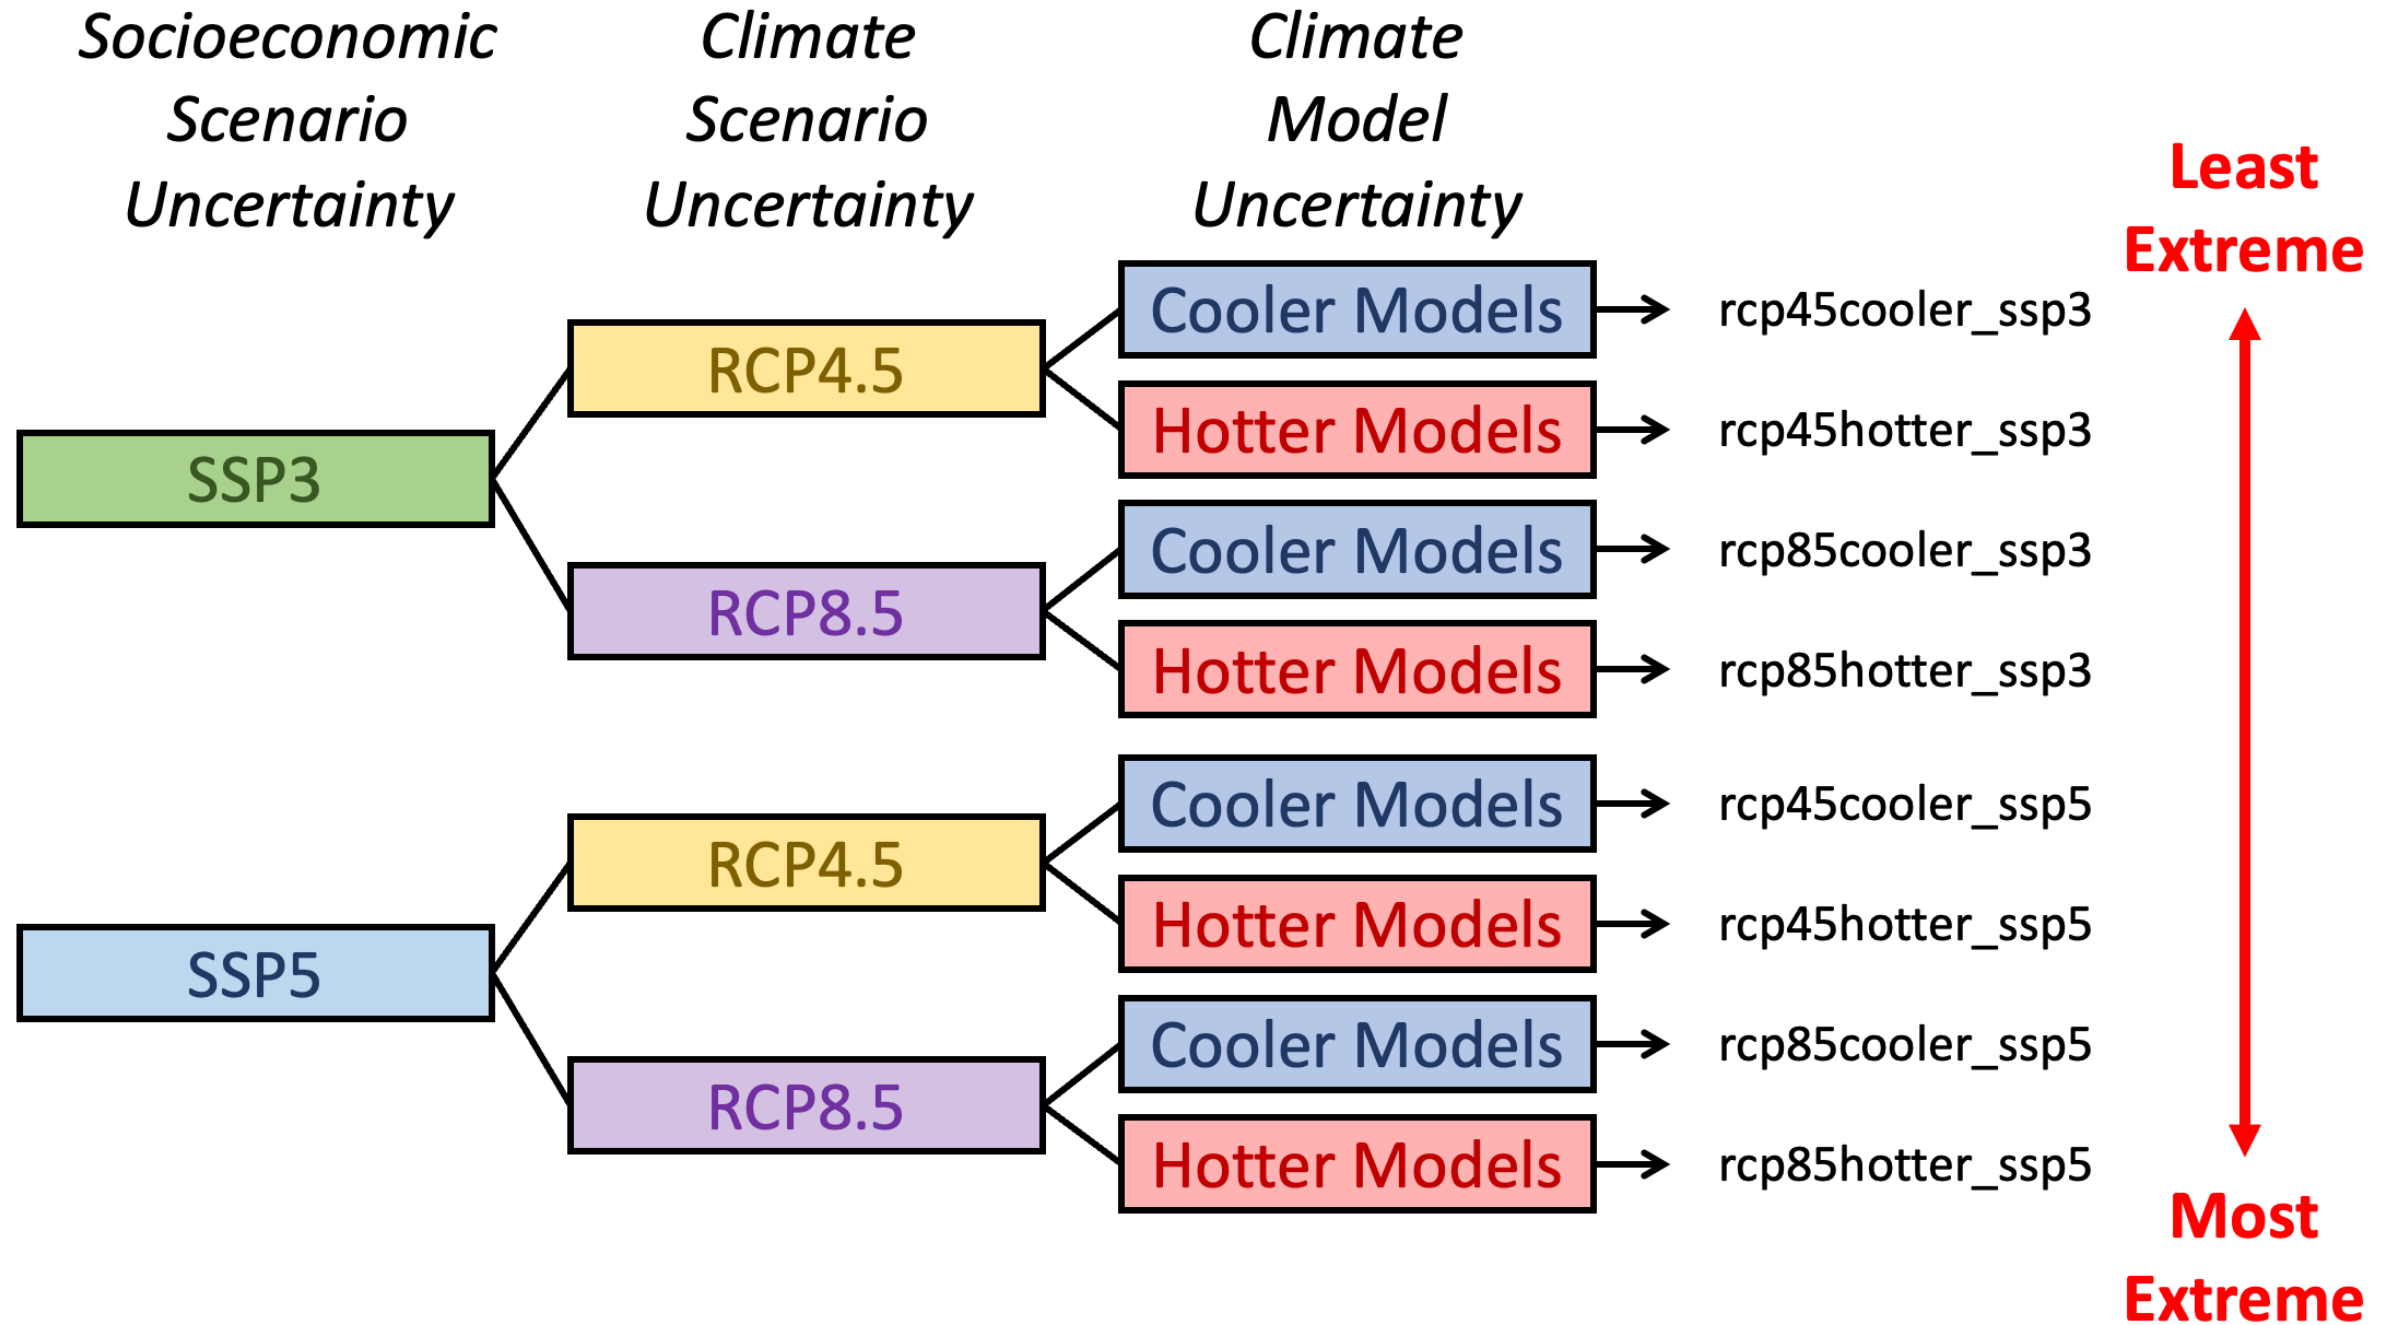 Socioeconomic
Scenario
Uncertainty
Climate
Scenario
Uncertainty
Climate
Model
Uncertainty
Least
Extreme
SSP3
RCP4.5
Cooler Models
rcp45cooler_ssp3
Hotter Models
rcp45hotter_ssp3
RCP8.5
Cooler Models
rcp85cooler_ssp3
Hotter Models
rcp85hotter_ssp3
SSP5
RCP4.5
Cooler Models
rcp45cooler_ssp5
Hotter Models
rcp45hotter_ssp5
RCP8.5
Cooler Models
rcp85cooler_ssp5
Hotter Models
rcp85hotter_ssp5
Most
Extreme